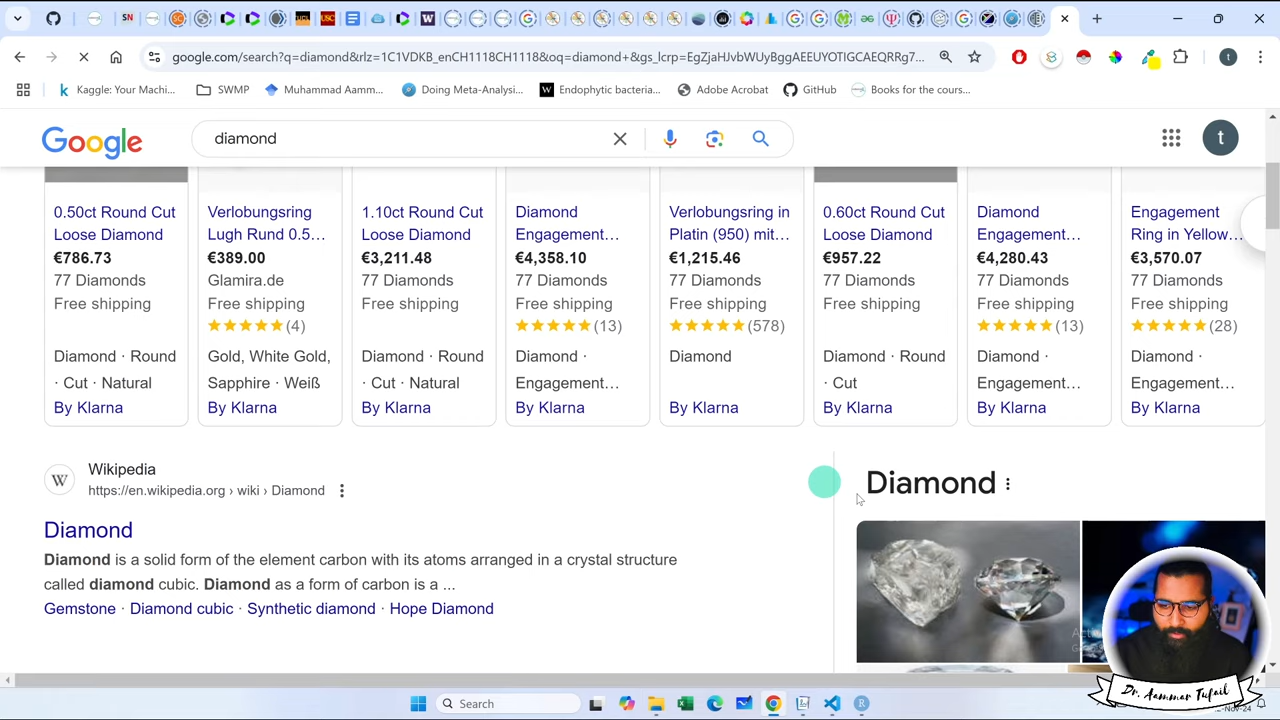 google.com/search?q=diamond&rlz=1C1VDKB_enCH1118CH1118&oq=diamond+&gs_lcrp=EgZjaHJvbWUyBggAEEUYOTIGCAEQRRg7...
Kaggle: Your Machi...
SWMP
Muhammad Aamm...
Doing Meta-Analysi...
Endophytic bacteria...
Adobe Acrobat
GitHub
Books for the cours...
Google
diamond
t
0.50ct Round Cut
Loose Diamond
€786.73
77 Diamonds
Free shipping
Diamond · Round
· Cut · Natural
By Klarna
Verlobungsring
Lugh Rund 0.5...
€389.00
Glamira.de
Free shipping
(4)
Gold, White Gold,
Sapphire · Weiß
By Klarna
1.10ct Round Cut
Loose Diamond
€3,211.48
77 Diamonds
Free shipping
Diamond · Round
· Cut · Natural
By Klarna
Diamond
Engagement...
€4,358.10
77 Diamonds
Free shipping
(13)
Diamond ·
Engagement...
By Klarna
Verlobungsring in
Platin (950) mit...
€1,215.46
77 Diamonds
Free shipping
(578)
Diamond
By Klarna
0.60ct Round Cut
Loose Diamond
€957.22
77 Diamonds
Free shipping
Diamond · Round
· Cut
By Klarna
Diamond
Engagement...
€4,280.43
77 Diamonds
Free shipping
(13)
Diamond ·
Engagement...
By Klarna
Engagement
Ring in Yellow...
€3,570.07
77 Diamonds
Free shipping
(28)
Diamond ·
Engagement...
By Klarna
W
Wikipedia
https://en.wikipedia.org › wiki › Diamond
Diamond
Diamond is a solid form of the element carbon with its atoms arranged in a crystal structure
called diamond cubic. Diamond as a form of carbon is a ...
Gemstone · Diamond cubic · Synthetic diamond · Hope Diamond
Diamond
Dr. Aammar Tufail
Search